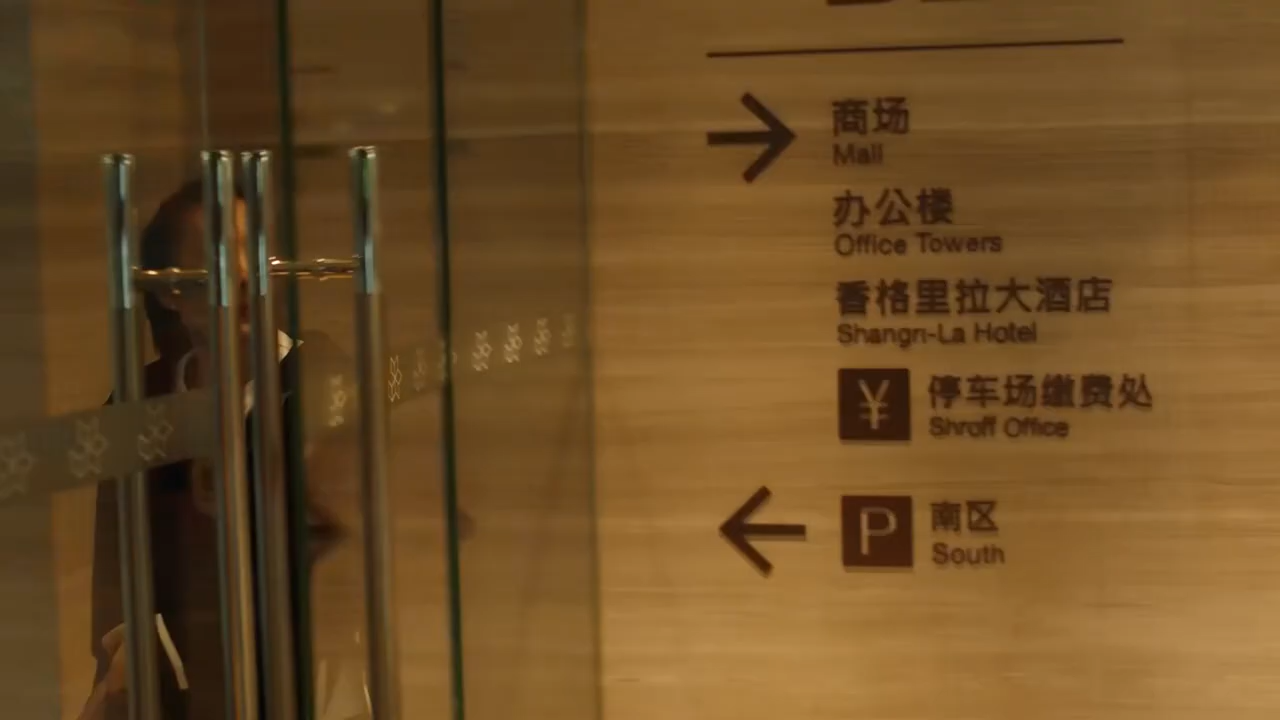 商场
Mall
办公楼
Office Towers
香格里拉大酒店
Shangri-La Hotel
¥ 停车场缴费处
Shroff Office
P 南区
South